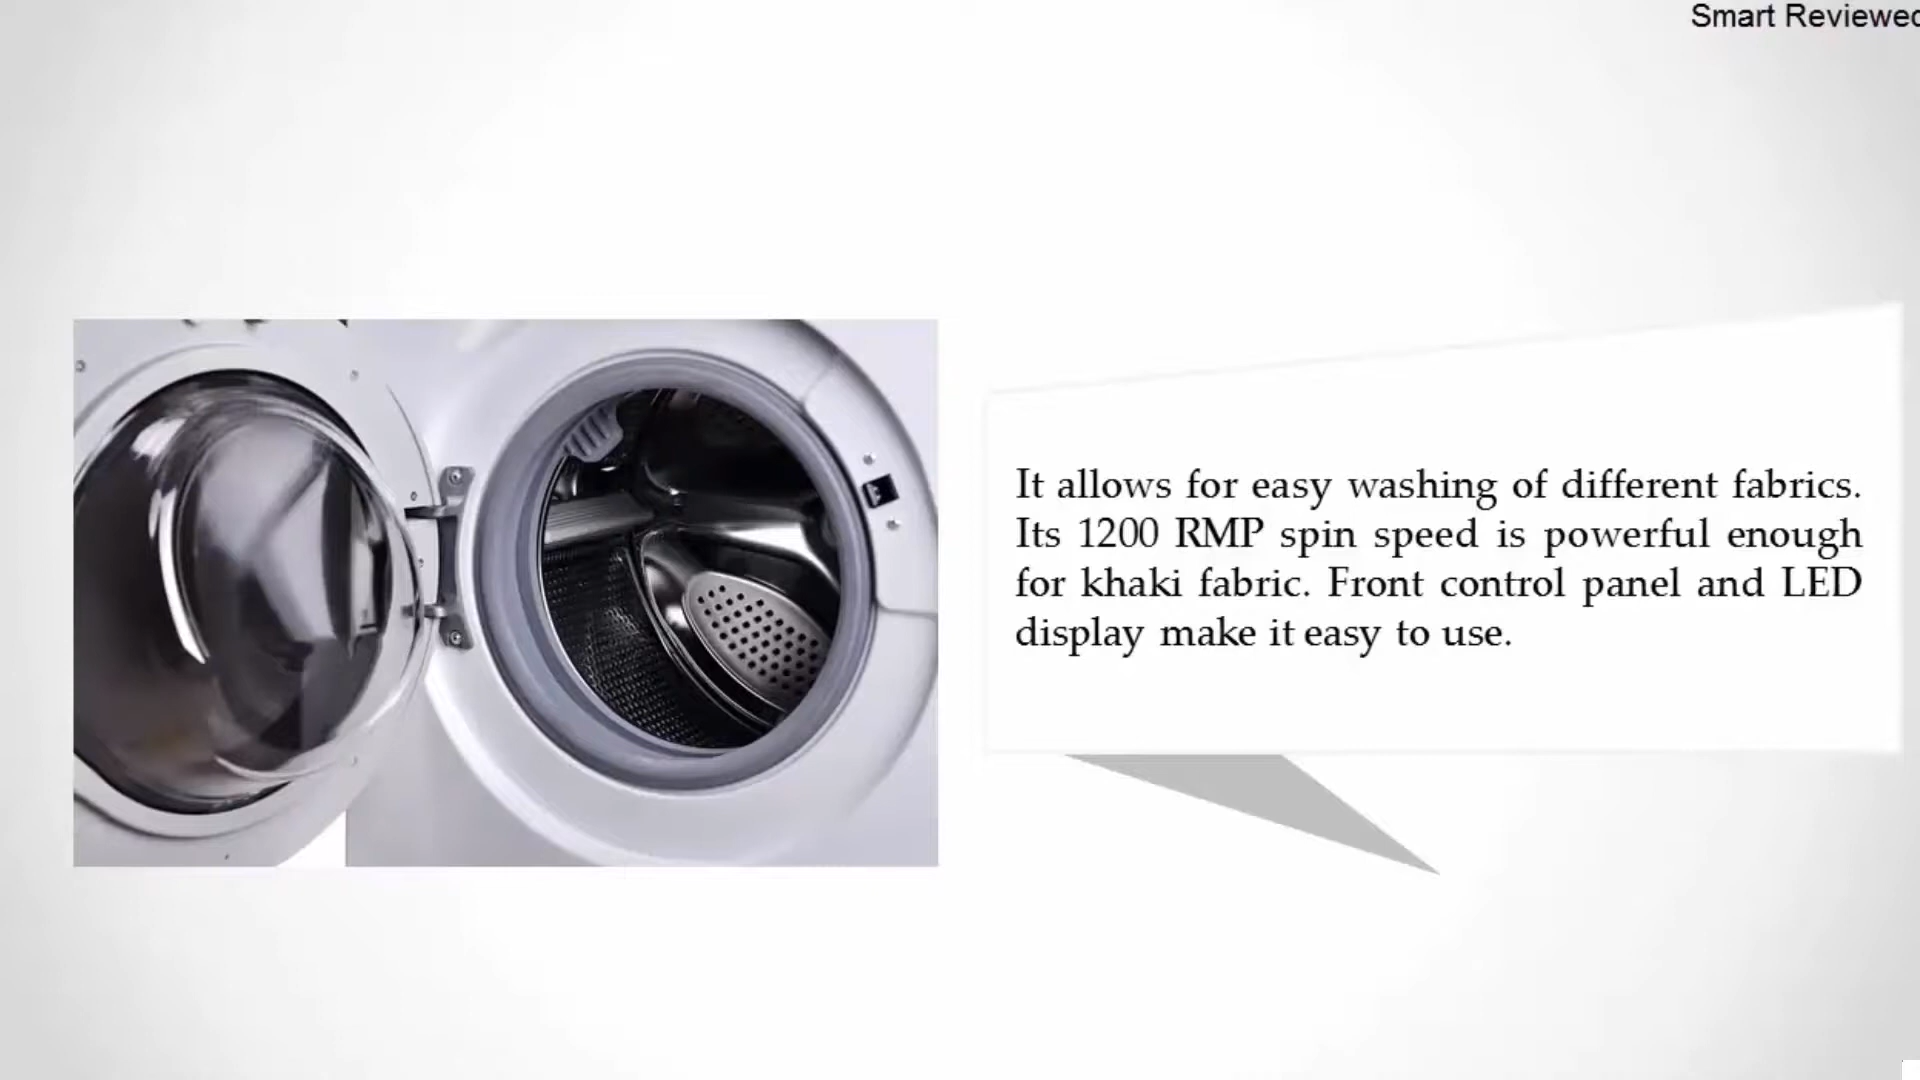 Smart Reviewed
It allows for easy washing of different fabrics.
Its 1200 RMP spin speed is powerful enough
for khaki fabric. Front control panel and LED
display make it easy to use.